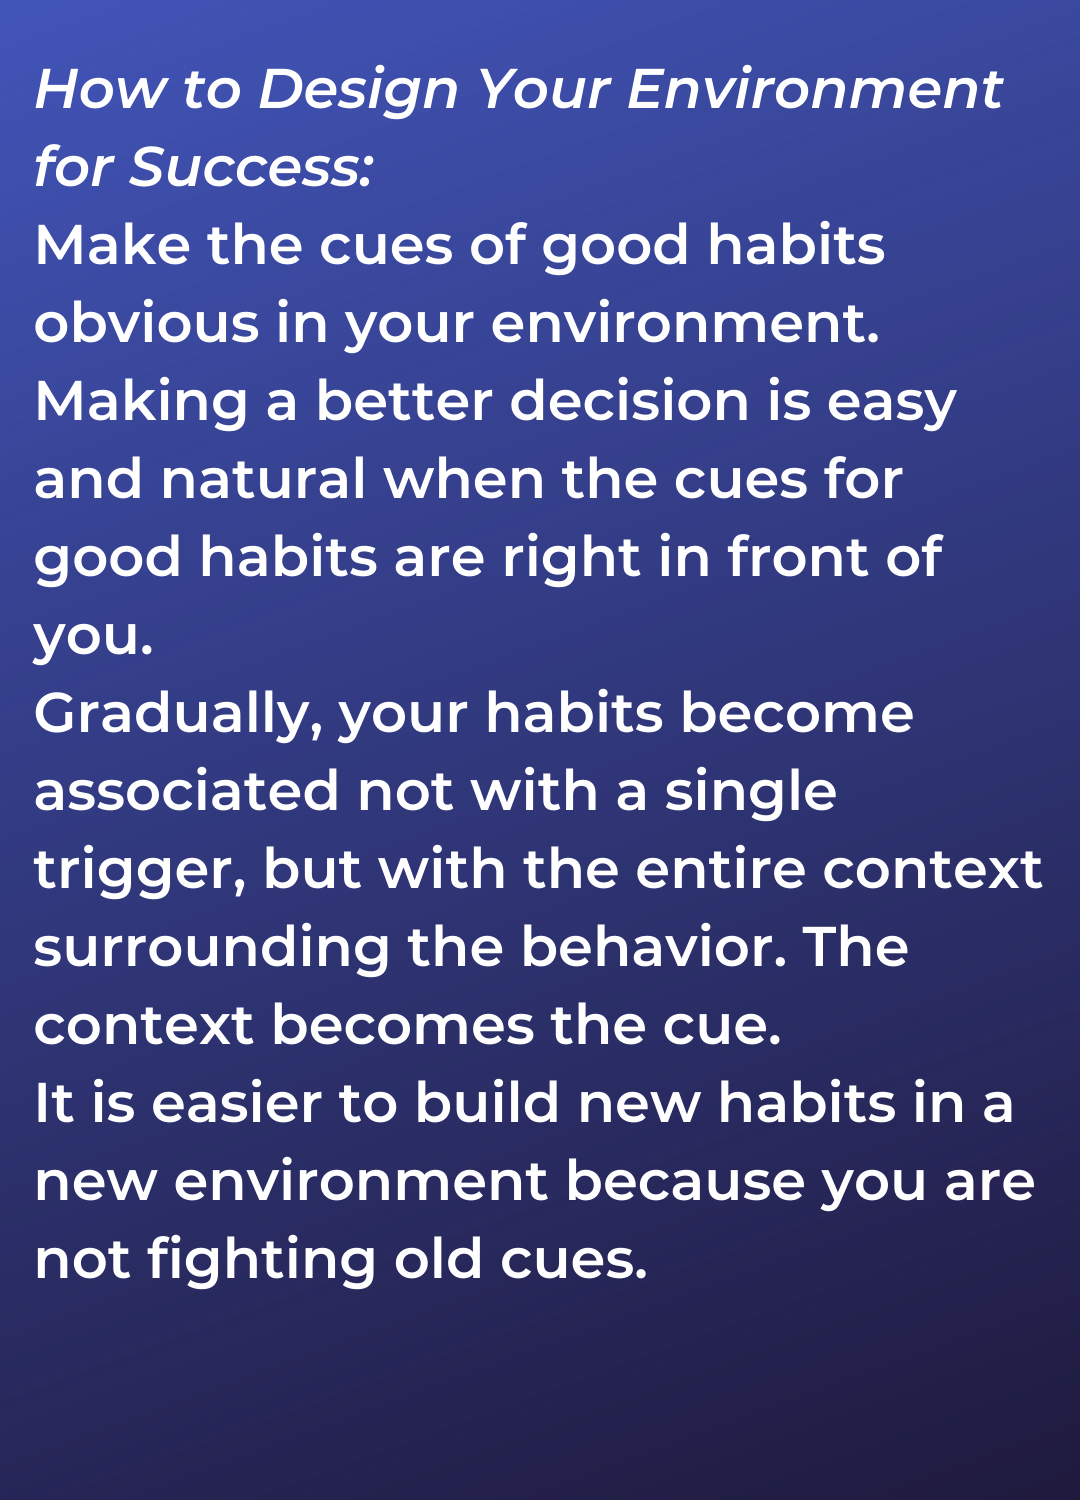 How to Design Your Environment
for Success:
Make the cues of good habits
obvious in your environment.
Making a better decision is easy
and natural when the cues for
good habits are right in front of
you.
Gradually, your habits become
associated not with a single
trigger, but with the entire context
surrounding the behavior. The
context becomes the cue.
It is easier to build new habits in a
new environment because you are
not fighting old cues.